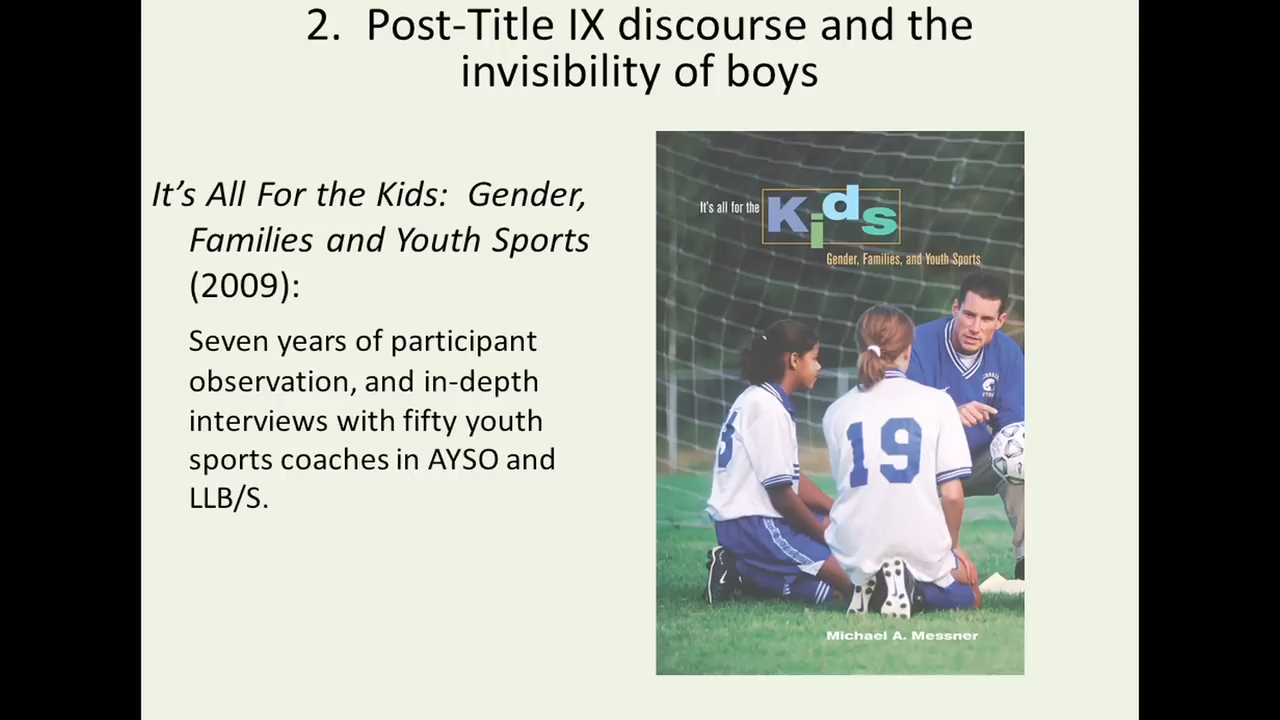 2.  Post-Title IX discourse and the
invisibility of boys
It’s All For the Kids:  Gender,
Families and Youth Sports
(2009):
Seven years of participant
observation, and in-depth
interviews with fifty youth
sports coaches in AYSO and
LLB/S.
It's all for the
Kids
Gender, Families, and Youth Sports
3
19
Michael A. Messner